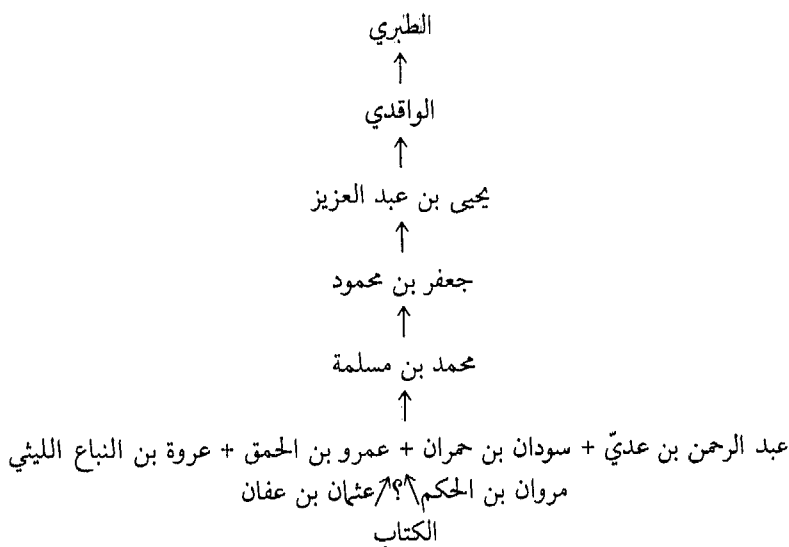 الطبري
↑
الواقدي
↑
يحيى بن عبد العزيز
↑
جعفر بن محمود
↑
محمد بن مسلمة
↑
عبد الرحمن بن عديّ + سودان بن حمران + عمرو بن الحمق + عروة بن النباع الليثي
مروان بن الحكم ↖؟↗ عثمان بن عفان
الكتاب